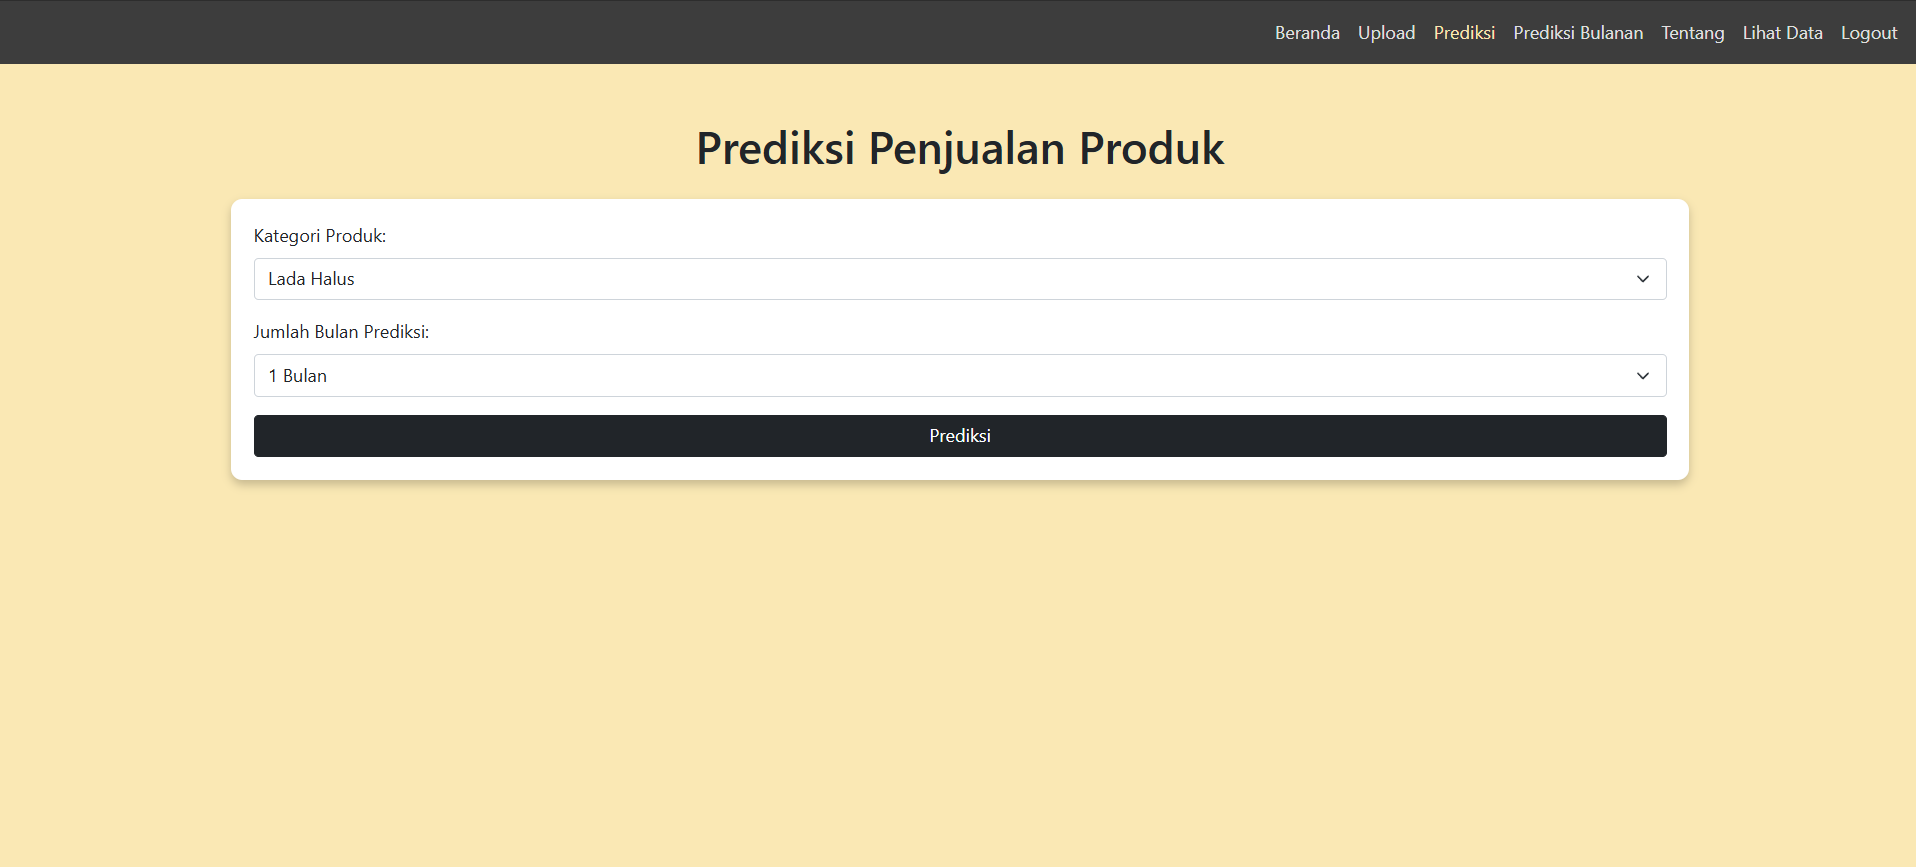 Beranda Upload Prediksi Prediksi Bulanan Tentang Lihat Data Logout
Prediksi Penjualan Produk
Kategori Produk:
Lada Halus
Jumlah Bulan Prediksi:
1 Bulan
Prediksi